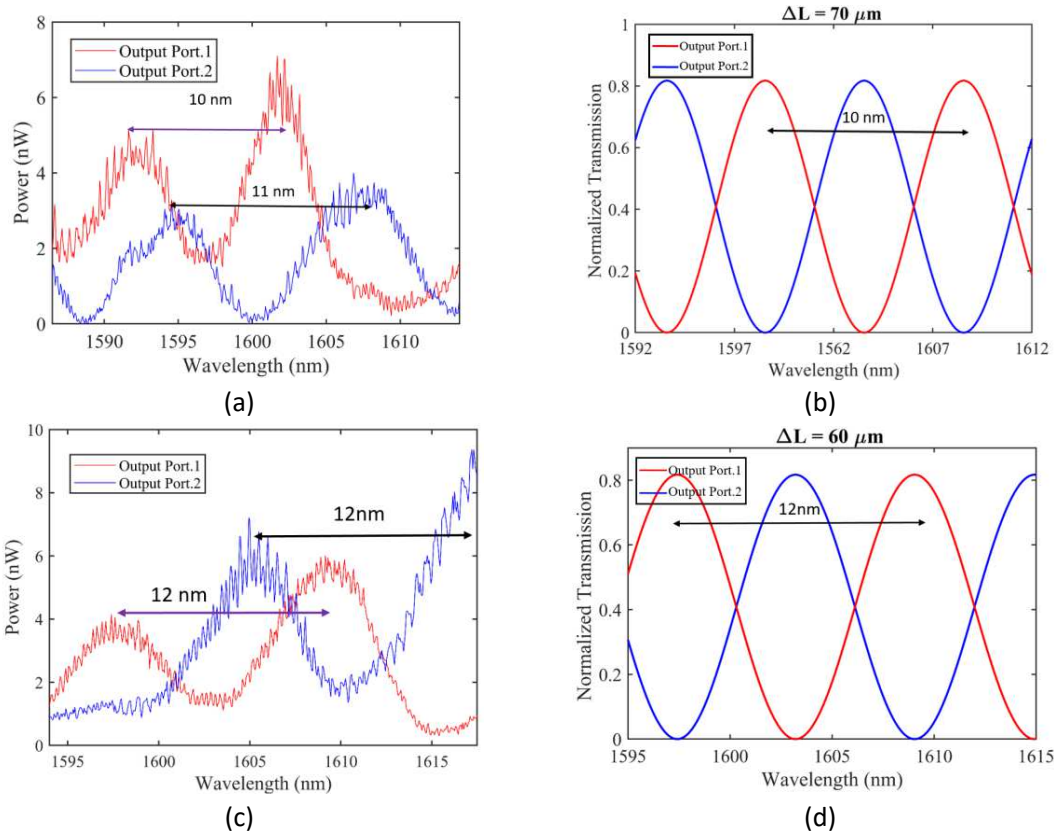 8
6
4
2
0
Power (nW)
Output Port.1
Output Port.2
10 nm
11 nm
1590
1595
1600
1605
1610
Wavelength (nm)
(a)
ΔL = 70 μm
1
0.8
0.6
0.4
0.2
0
Normalized Transmission
Output Port.1
Output Port.2
10 nm
1592
1597
1562
1607
1612
Wavelength (nm)
(b)
10
8
6
4
2
0
Power (nW)
Output Port.1
Output Port.2
12nm
12 nm
1595
1600
1605
1610
1615
Wavelength (nm)
(c)
ΔL = 60 μm
0.8
0.6
0.4
0.2
0
Normalized Transmission
Output Port.1
Output Port.2
12nm
1595
1600
1610
1615
Wavelength (nm)
(d)